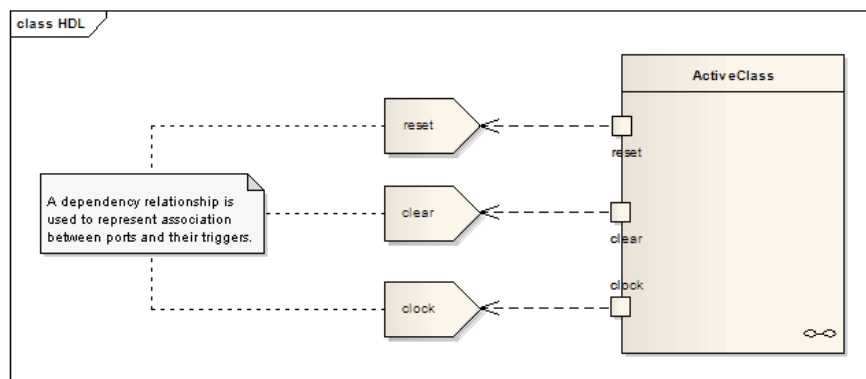 class HDL
ActiveClass
reset
reset
A dependency relationship is
used to represent association
between ports and their triggers.
clear
clear
clock
clock